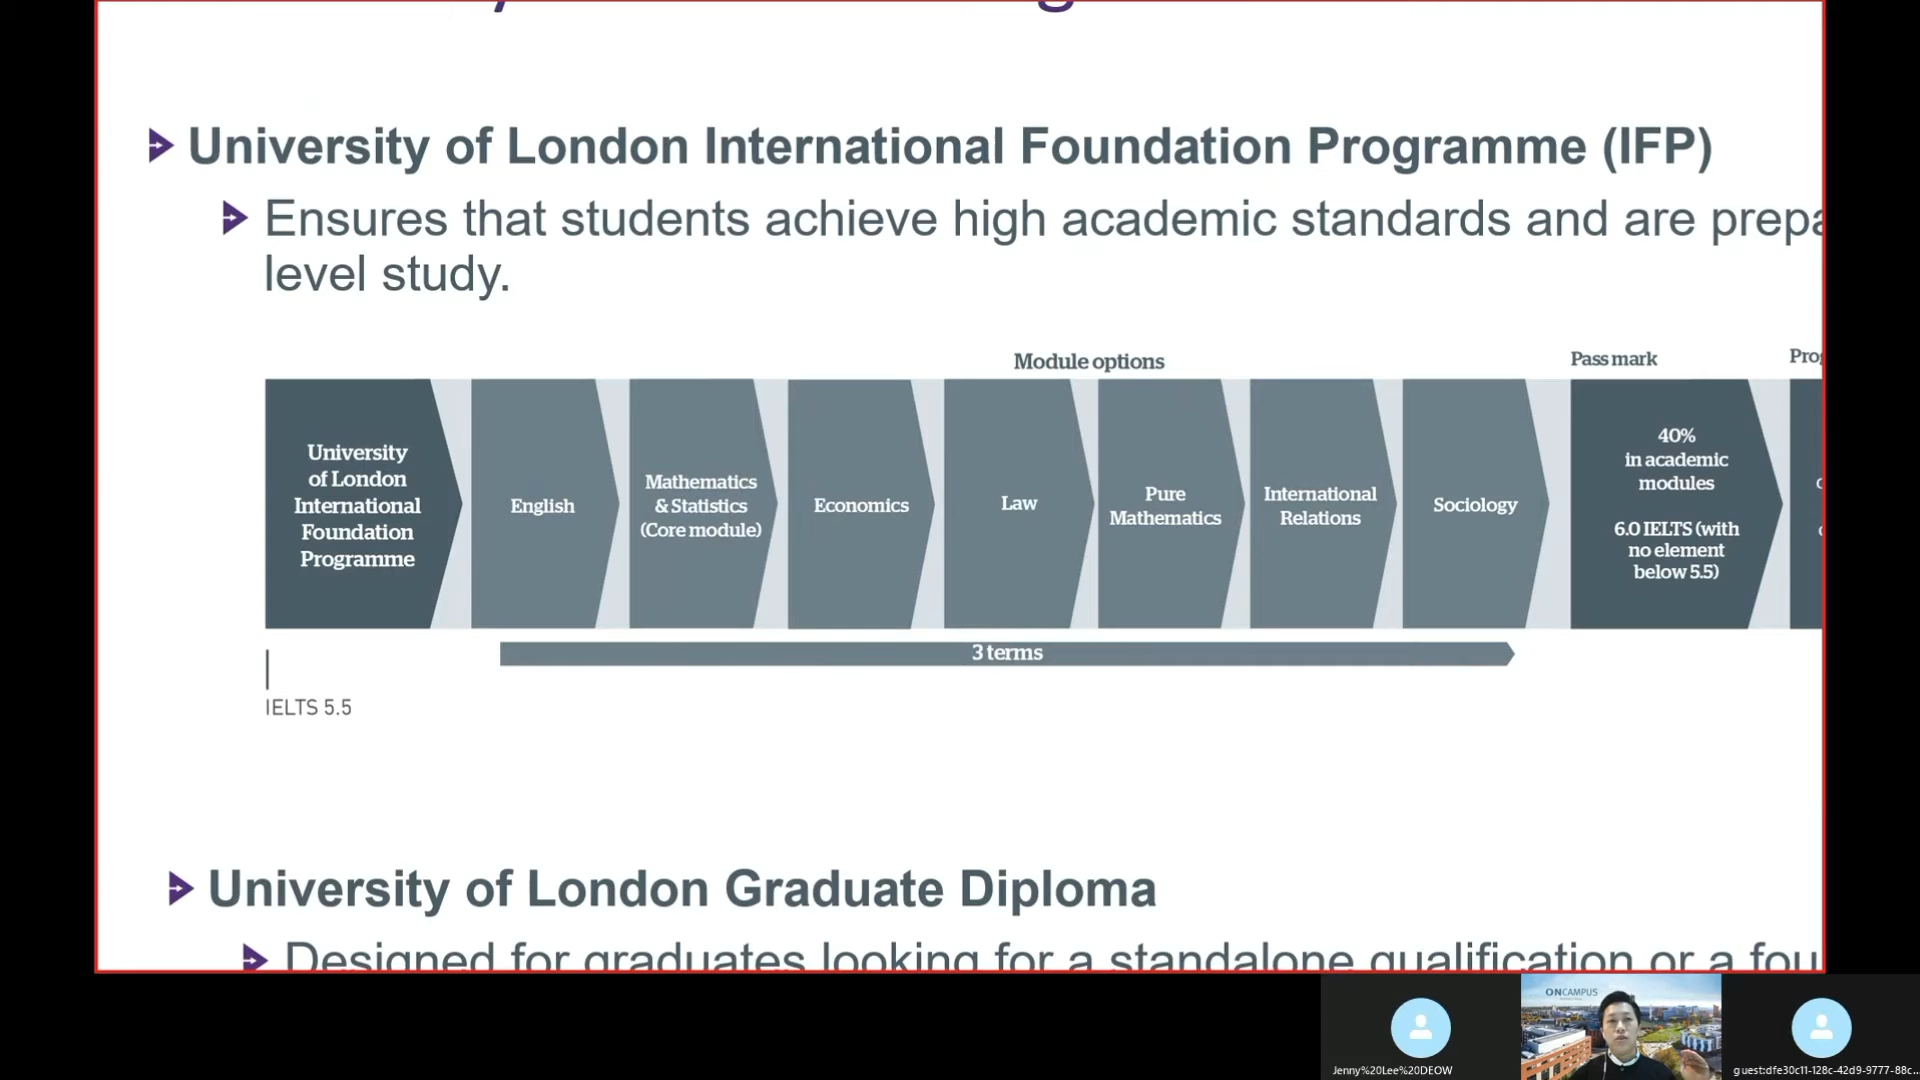 University of London International Foundation Programme (IFP)
Ensures that students achieve high academic standards and are
level study.
Module options
Pass mark
University
of London
International
Foundation
Programme
English
Mathematics
& Statistics
(Core module)
Economics
Law
Pure
Mathematics
International
Relations
Sociology
40%
in academic
modules
6.0 IELTS (with
no element
below 5.5)
3 terms
IELTS 5.5
University of London Graduate Diploma
Designed for graduates looking for a standalone qualification or a
ONCAMPUS
Jenny%20Lee%20DEOW
guest:dfe30c11-128c-42d9-9777-88c...